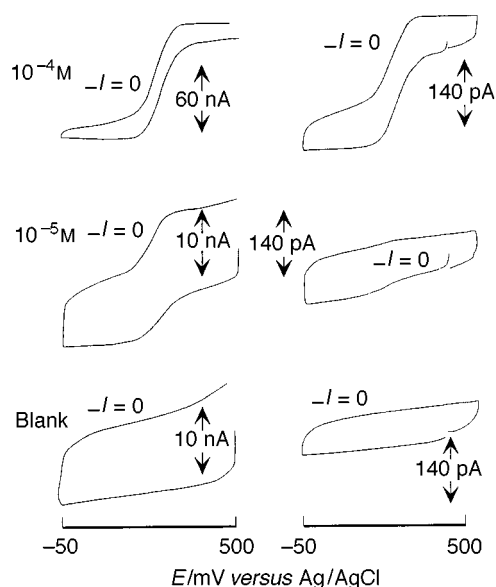 10⁻⁴M
–I = 0
60 nA
–I = 0
140 pA
10⁻⁵M
–I = 0
10 nA
140 pA
–I = 0
Blank
–I = 0
10 nA
–I = 0
140 pA
–50
500
–50
500
E/mV versus Ag/AgCl